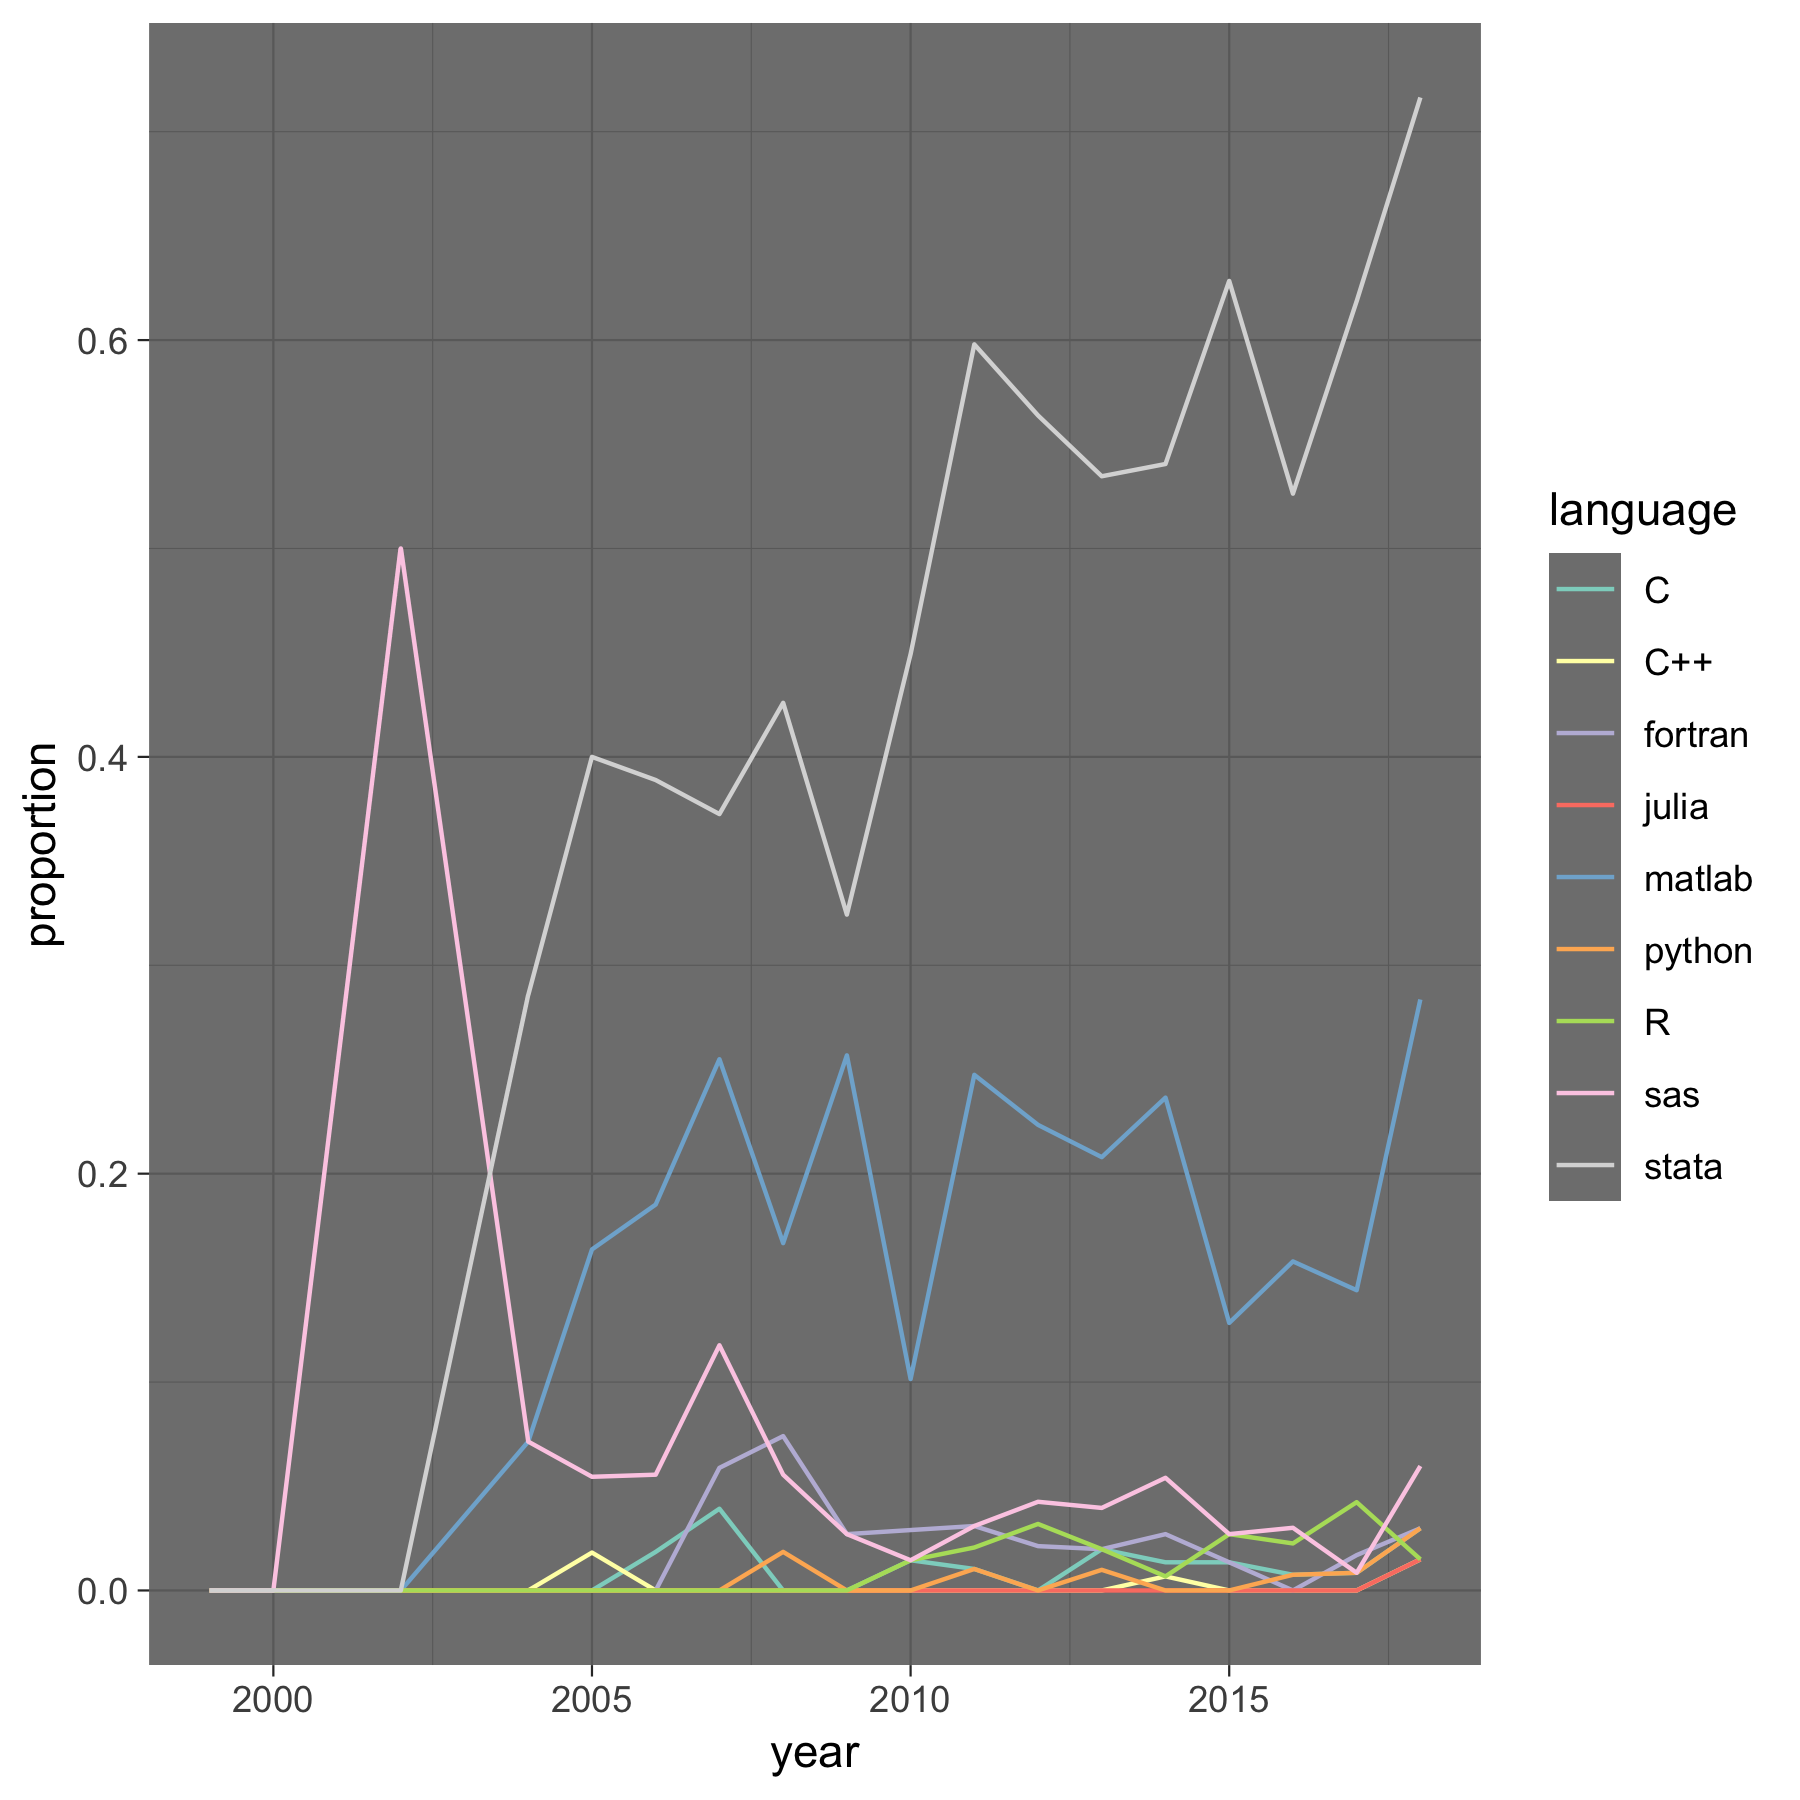 proportion
0.6
0.4
0.2
0.0
2000 2005 2010 2015
year
language
C
C++
fortran
julia
matlab
python
R
sas
stata